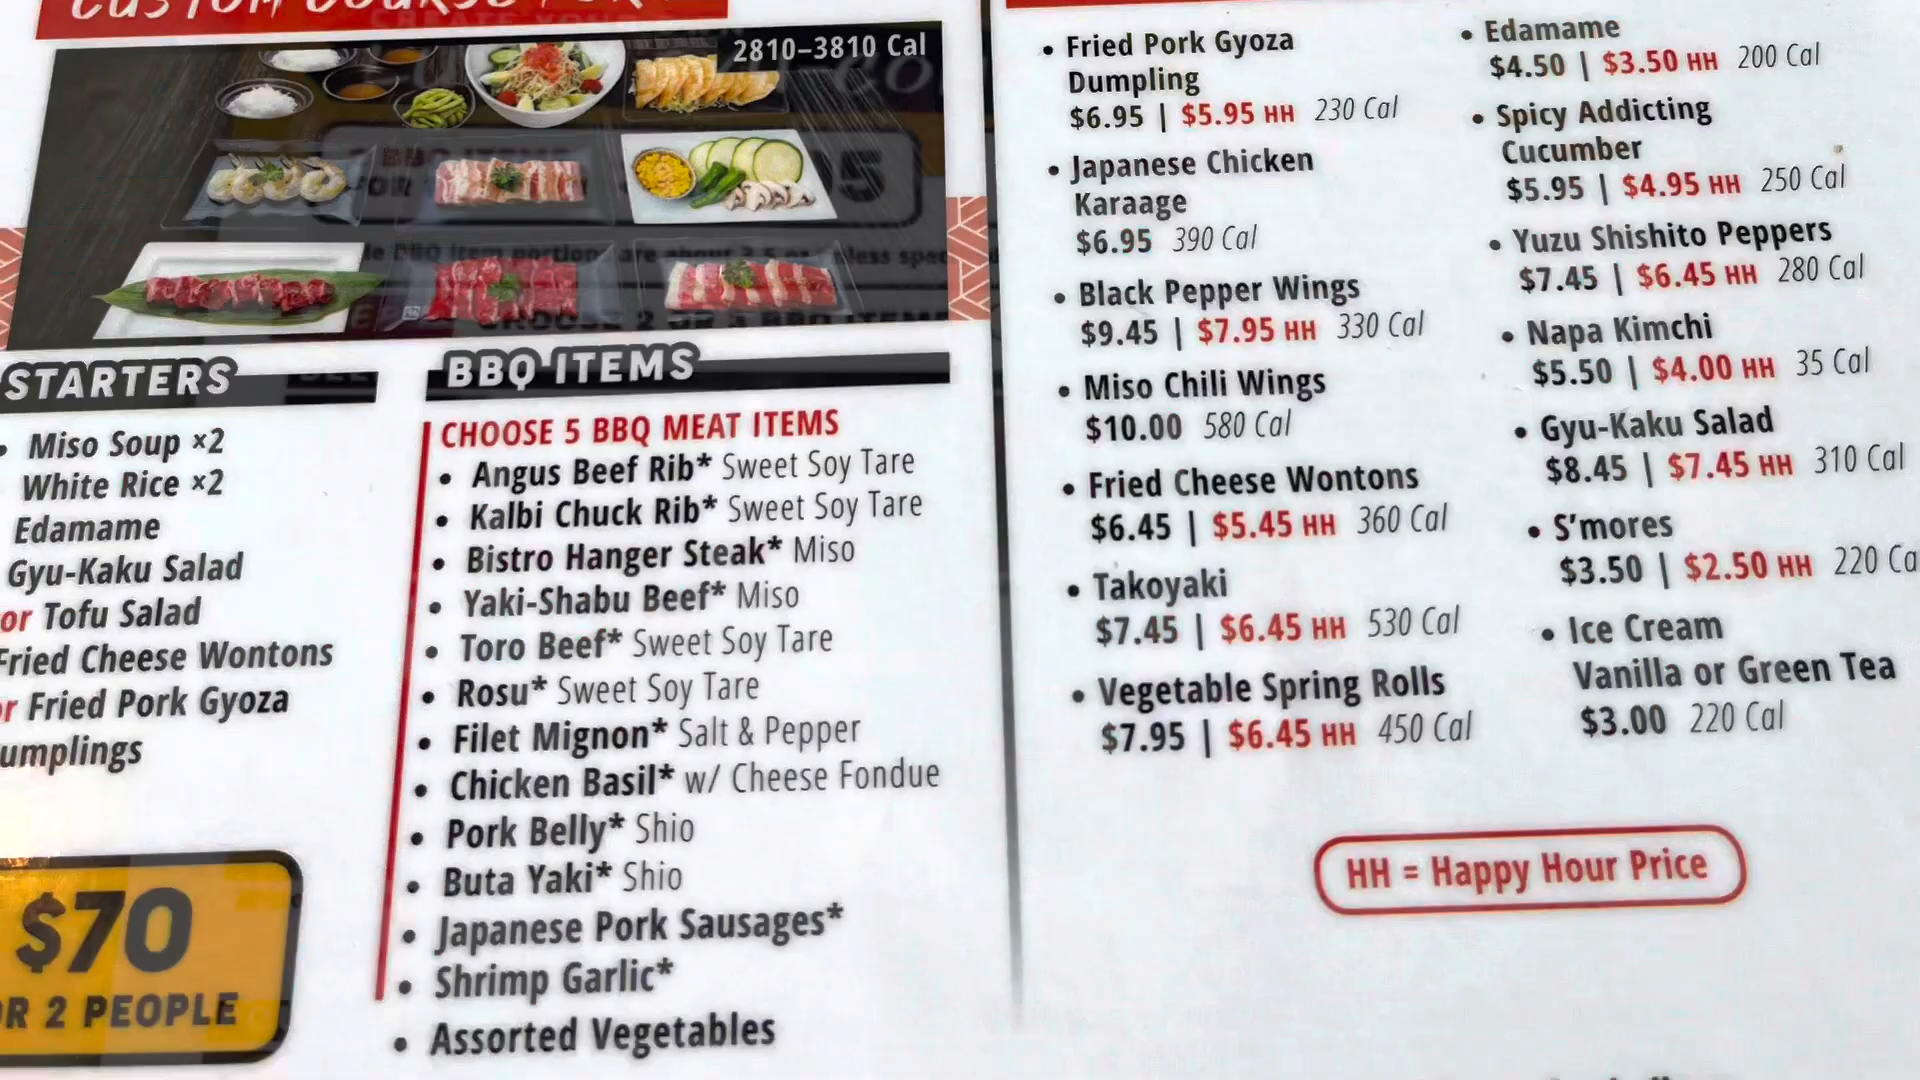 2810–3810 Cal
STARTERS
Miso Soup ×2
White Rice ×2
Edamame
Gyu-Kaku Salad
or Tofu Salad
Fried Cheese Wontons
or Fried Pork Gyoza
umplings
$70
R 2 PEOPLE
BBQ ITEMS
CHOOSE 5 BBQ MEAT ITEMS
• Angus Beef Rib* Sweet Soy Tare
• Kalbi Chuck Rib* Sweet Soy Tare
• Bistro Hanger Steak* Miso
• Yaki-Shabu Beef* Miso
• Toro Beef* Sweet Soy Tare
• Rosu* Sweet Soy Tare
• Filet Mignon* Salt & Pepper
• Chicken Basil* w/ Cheese Fondue
• Pork Belly* Shio
• Buta Yaki* Shio
• Japanese Pork Sausages*
• Shrimp Garlic*
• Assorted Vegetables
• Fried Pork Gyoza
Dumpling
$6.95 | $5.95 HH 230 Cal
• Japanese Chicken
Karaage
$6.95 390 Cal
• Black Pepper Wings
$9.45 | $7.95 HH 330 Cal
• Miso Chili Wings
$10.00 580 Cal
• Fried Cheese Wontons
$6.45 | $5.45 HH 360 Cal
• Takoyaki
$7.45 | $6.45 HH 530 Cal
• Vegetable Spring Rolls
$7.95 | $6.45 HH 450 Cal
• Edamame
$4.50 | $3.50 HH 200 Cal
• Spicy Addicting
Cucumber
$5.95 | $4.95 HH 250 Cal
• Yuzu Shishito Peppers
$7.45 | $6.45 HH 280 Cal
• Napa Kimchi
$5.50 | $4.00 HH 35 Cal
• Gyu-Kaku Salad
$8.45 | $7.45 HH 310 Cal
• S'mores
$3.50 | $2.50 HH 220 Ca
• Ice Cream
Vanilla or Green Tea
$3.00 220 Cal
HH = Happy Hour Price